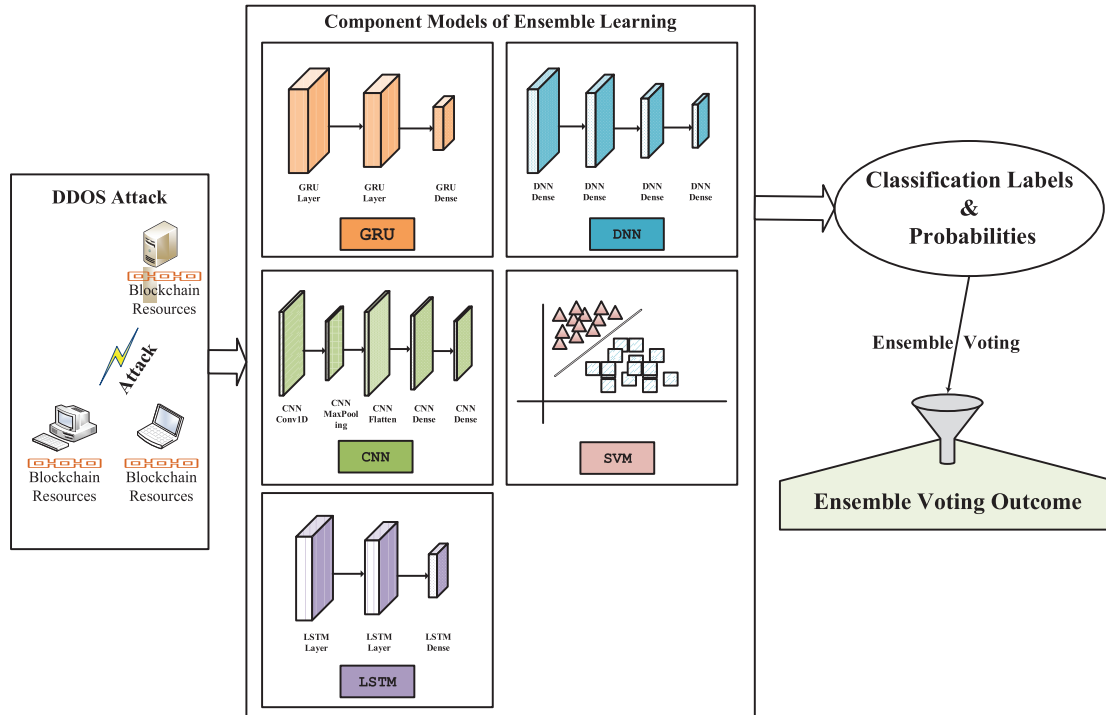 Component Models of Ensemble Learning
DDOS Attack
Blockchain
Resources
Attack
Blockchain
Resources
Blockchain
Resources
GRU
Layer
GRU
Layer
GRU
Dense
GRU
DNN
Dense
DNN
Dense
DNN
Dense
DNN
Dense
DNN
CNN
Conv1D
CNN
MaxPool
ing
CNN
Flatten
CNN
Dense
CNN
Dense
CNN
SVM
LSTM
Layer
LSTM
Layer
LSTM
Dense
LSTM
Classification Labels
&
Probabilities
Ensemble Voting
Ensemble Voting Outcome